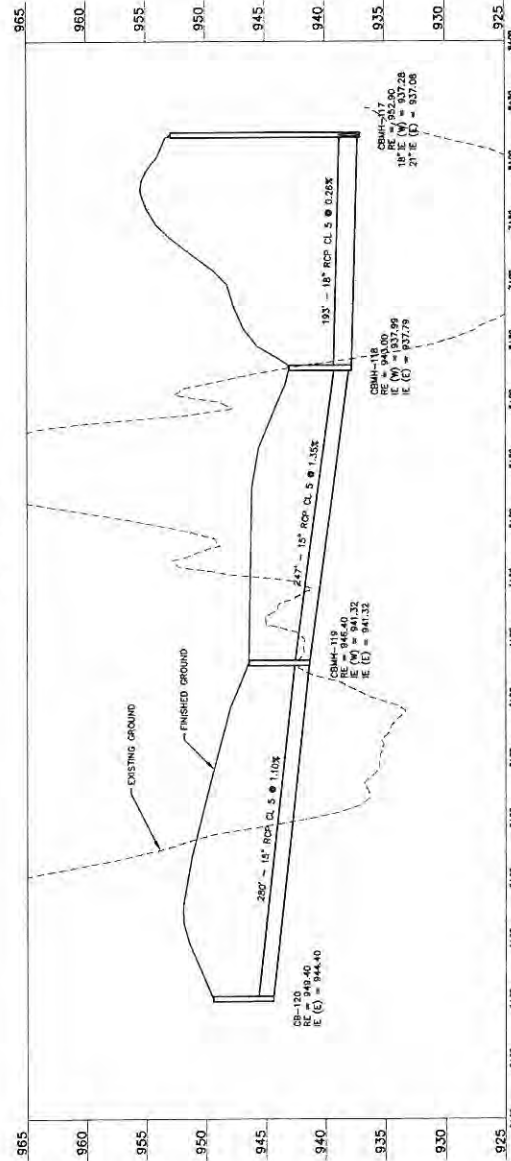 965
960
955
950
945
940
935
930
925
EXISTING GROUND
FINISHED GROUND
CB-120
RE = 949.40
IE (E) = 944.40
280' - 15" RCP CL 5 @ 1.10%
CBMH-119
RE = 946.40
IE (W) = 941.32
IE (E) = 941.32
247' - 15" RCP CL 5 @ 1.35%
CBMH-118
RE = 943.00
IE (W) = 937.99
IE (E) = 937.79
193' - 18" RCP CL 5 @ 0.26%
CBMH-117
RE = 952.90
18" IE (W) = 937.28
21" IE (E) = 937.08
965
960
955
950
945
940
935
930
925